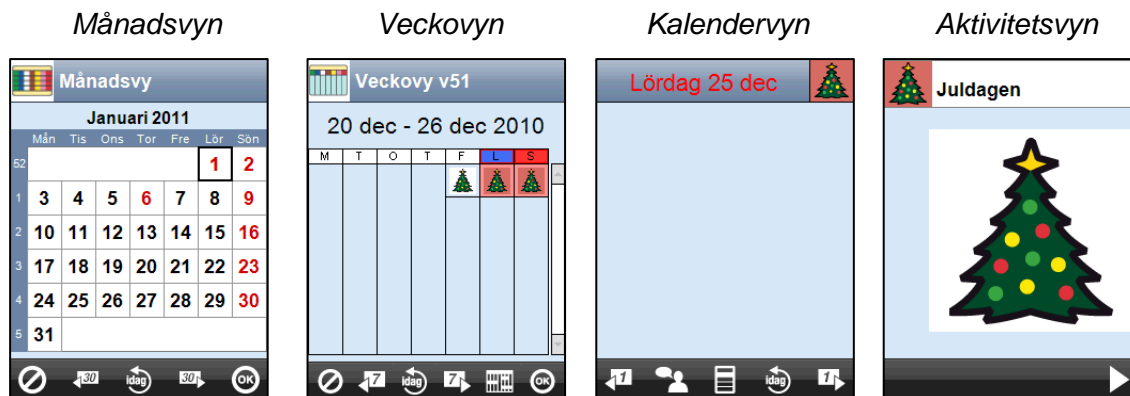 Månadsvyn
Veckovyn
Kalendervyn
Aktivitetsvyn
Månadsvy
Januari 2011
Mån Tis Ons Tor Fre Lör Sön
52 1 2
1 3 4 5 6 7 8 9
2 10 11 12 13 14 15 16
3 17 18 19 20 21 22 23
4 24 25 26 27 28 29 30
5 31
30 idag 30 OK
Veckovy v51
20 dec - 26 dec 2010
M T O T F L S
7 idag 7 OK
Lördag 25 dec
1 idag 1
Juldagen